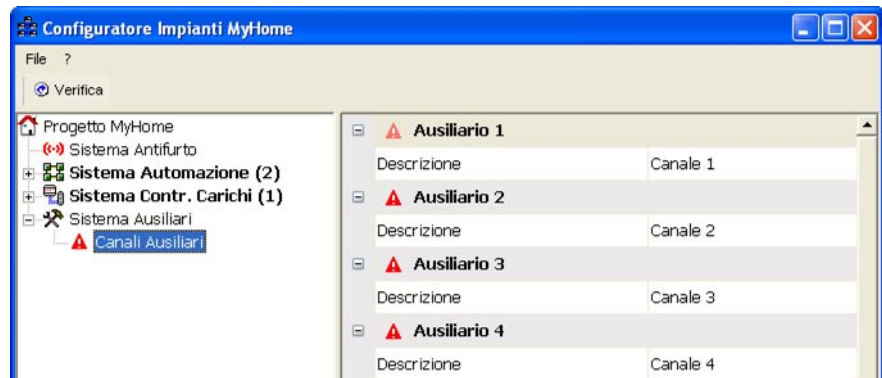 Configuratore Impianti MyHome
File ?
Verifica
Progetto MyHome
Sistema Antifurto
Sistema Automazione (2)
Sistema Contr. Carichi (1)
Sistema Ausiliari
Canali Ausiliari
Ausiliario 1
Descrizione Canale 1
Ausiliario 2
Descrizione Canale 2
Ausiliario 3
Descrizione Canale 3
Ausiliario 4
Descrizione Canale 4